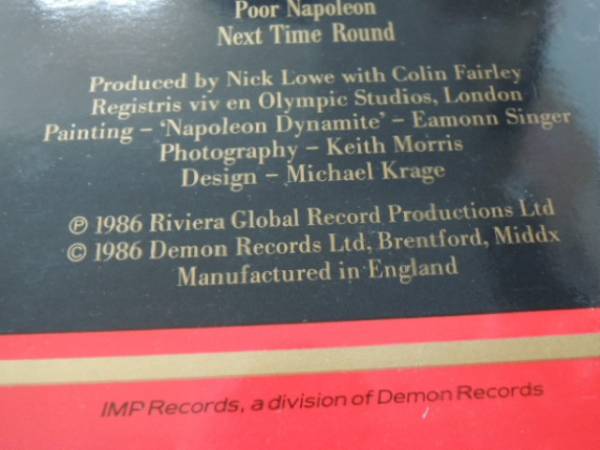 Poor Napoleon
Next Time Round
Produced by Nick Lowe with Colin Fairley
Registris viv en Olympic Studios, London
Painting – ‘Napoleon Dynamite’ – Eamonn Singer
Photography – Keith Morris
Design – Michael Krage
℗ 1986 Riviera Global Record Productions Ltd
© 1986 Demon Records Ltd, Brentford, Middx
Manufactured in England
IMP Records, a division of Demon Records